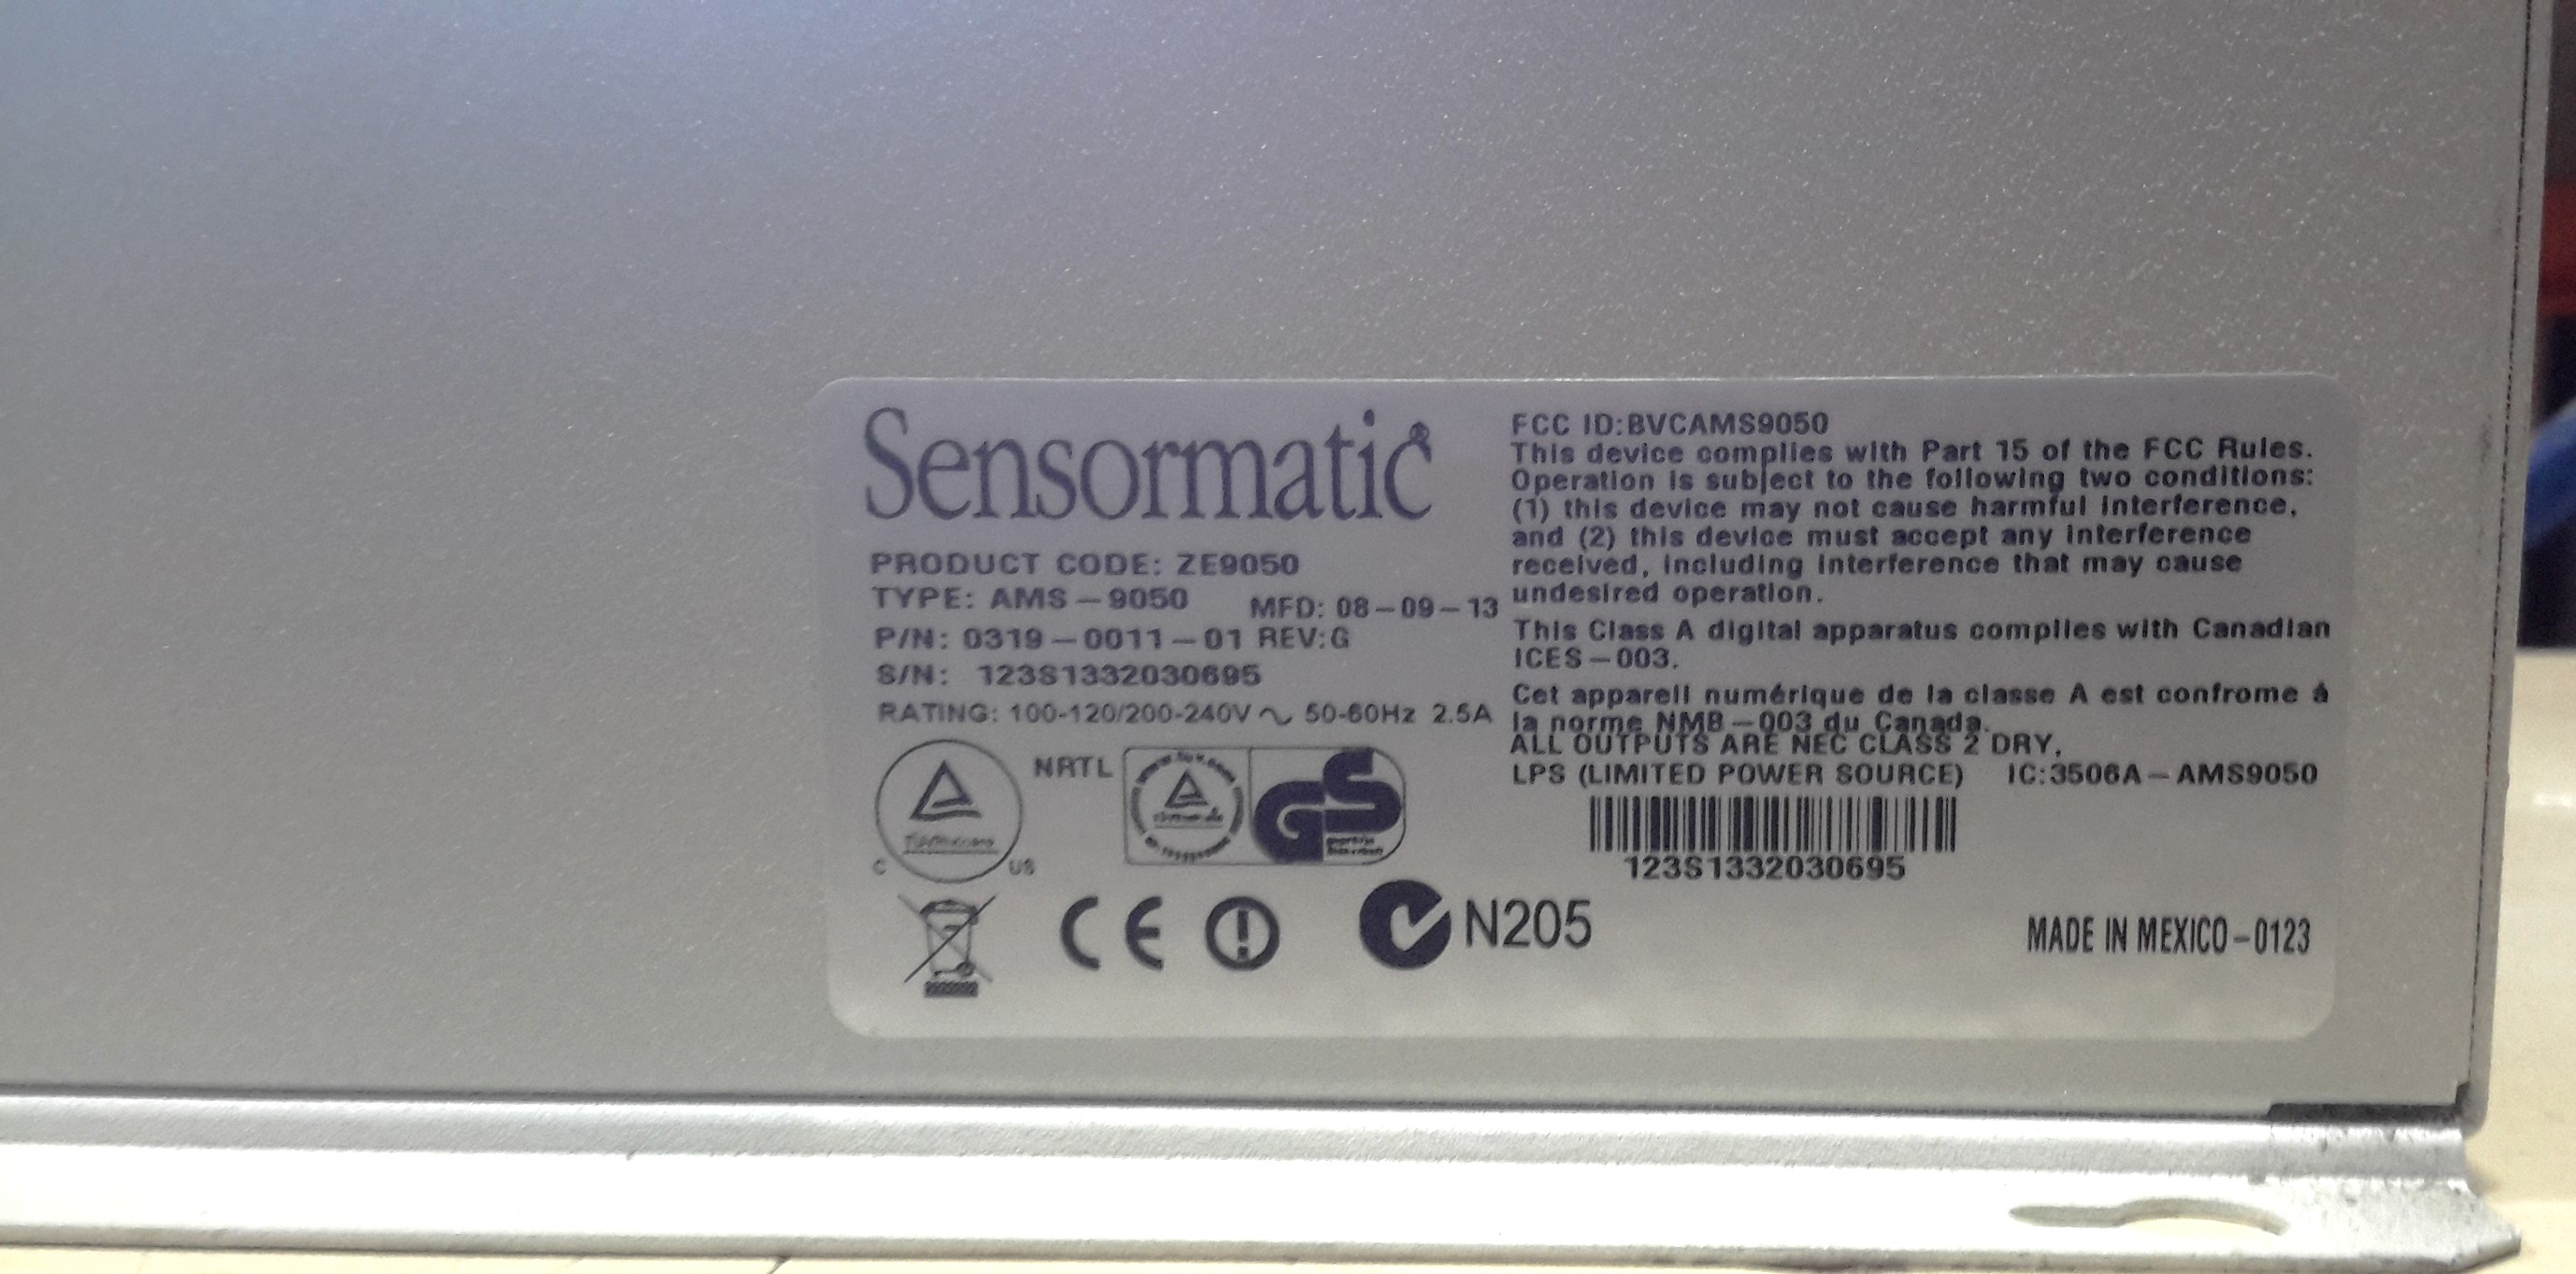 Sensormatic®
PRODUCT CODE: ZE9050
TYPE: AMS-9050 MFD: 08-09-13
P/N: 0319-0011-01 REV:G
S/N: 123S1332030695
RATING: 100-120/200-240V ~ 50-60Hz 2.5A
NRTL
C US
GS
CE
N205
FCC ID:BVCAMS9050
This device complies with Part 15 of the FCC Rules.
Operation is subject to the following two conditions:
(1) this device may not cause harmful interference,
and (2) this device must accept any interference
received, including interference that may cause
undesired operation.
This Class A digital apparatus complies with Canadian
ICES-003.
Cet appareil numérique de la classe A est confrome á
la norme NMB-003 du Canada.
ALL OUTPUTS ARE NEC CLASS 2 DRY,
LPS (LIMITED POWER SOURCE) IC:3506A-AMS9050
123S1332030695
MADE IN MEXICO-0123